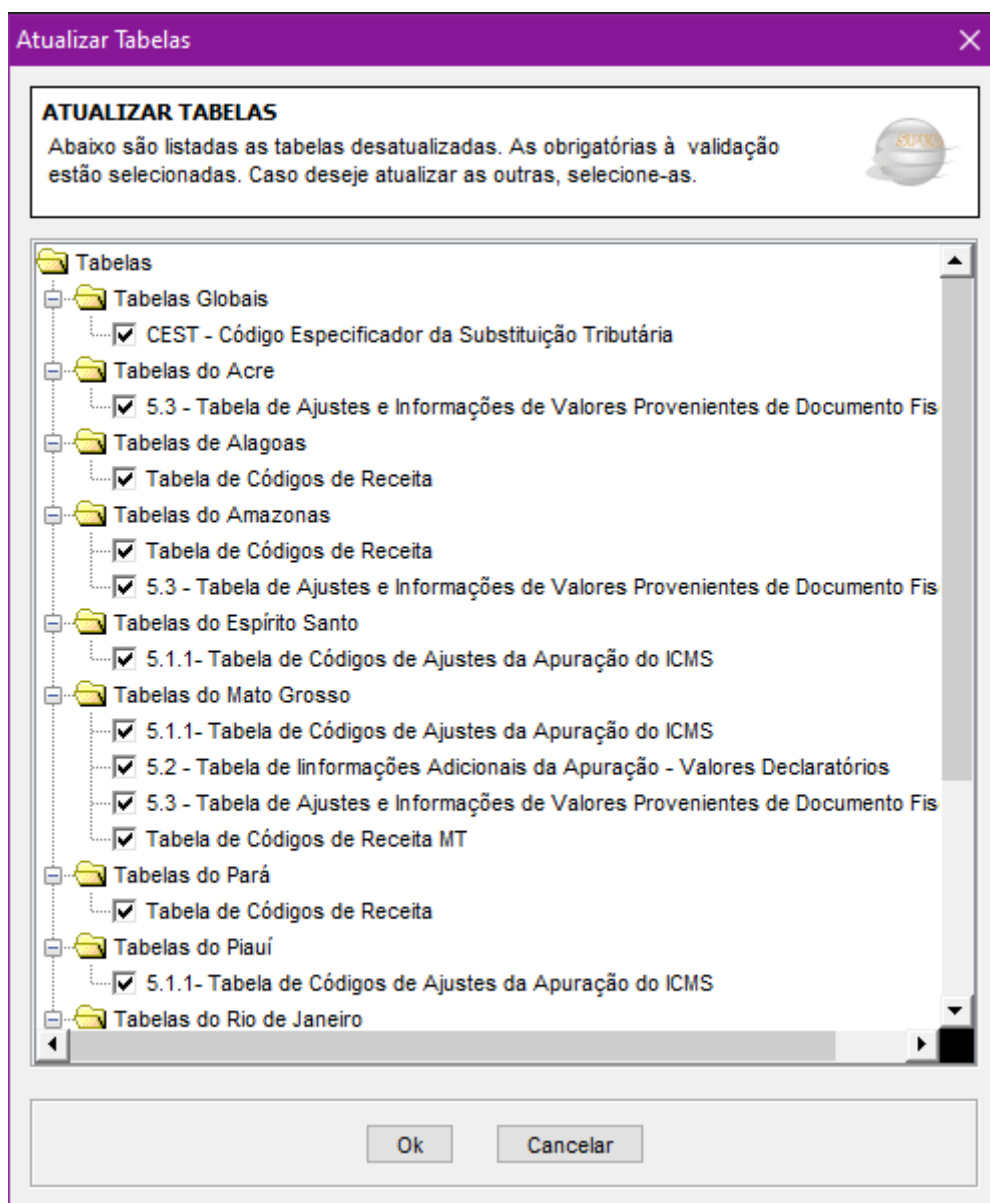 Atualizar Tabelas
ATUALIZAR TABELAS
Abaixo são listadas as tabelas desatualizadas. As obrigatórias à validação
estão selecionadas. Caso deseje atualizar as outras, selecione-as.
SPED
Tabelas
Tabelas Globais
CEST - Código Especificador da Substituição Tributária
Tabelas do Acre
5.3 - Tabela de Ajustes e Informações de Valores Provenientes de Documento Fis
Tabelas de Alagoas
Tabela de Códigos de Receita
Tabelas do Amazonas
Tabela de Códigos de Receita
5.3 - Tabela de Ajustes e Informações de Valores Provenientes de Documento Fis
Tabelas do Espírito Santo
5.1.1- Tabela de Códigos de Ajustes da Apuração do ICMS
Tabelas do Mato Grosso
5.1.1- Tabela de Códigos de Ajustes da Apuração do ICMS
5.2 - Tabela de Iinformações Adicionais da Apuração - Valores Declaratórios
5.3 - Tabela de Ajustes e Informações de Valores Provenientes de Documento Fis
Tabela de Códigos de Receita MT
Tabelas do Pará
Tabela de Códigos de Receita
Tabelas do Piauí
5.1.1- Tabela de Códigos de Ajustes da Apuração do ICMS
Tabelas do Rio de Janeiro
Ok
Cancelar